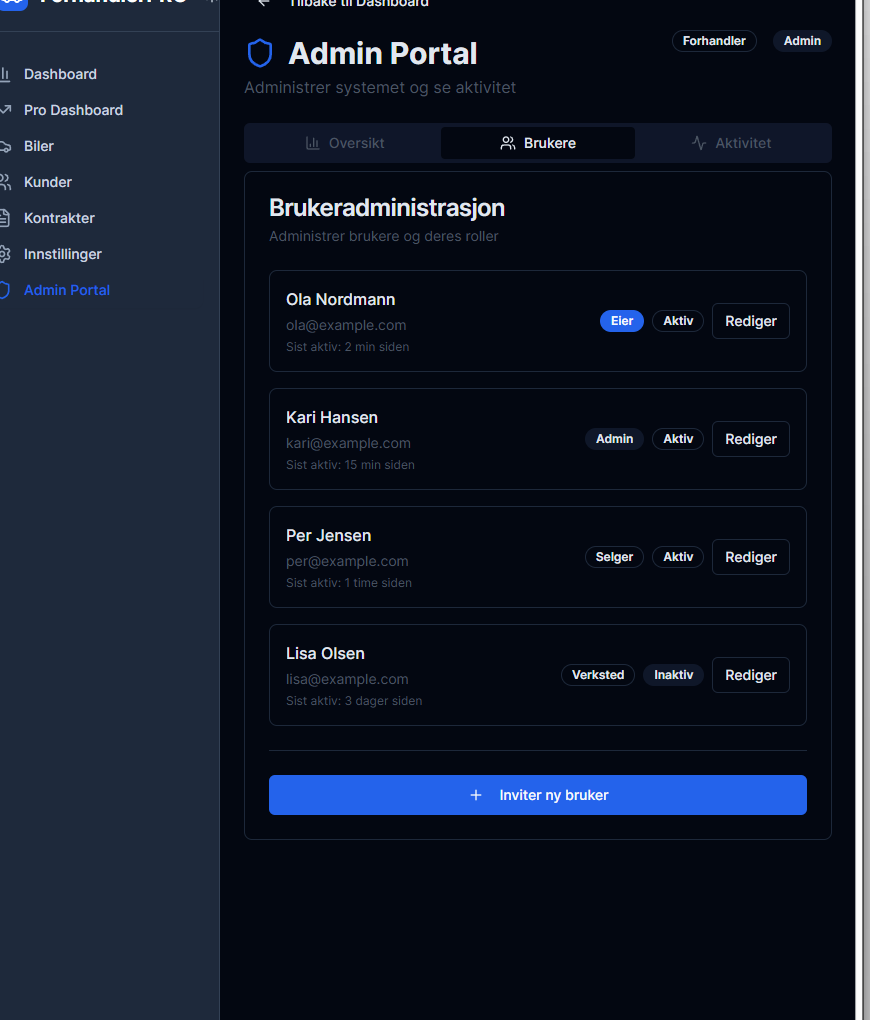 Tilbake til Dashboard
Dashboard
Pro Dashboard
Biler
Kunder
Kontrakter
Innstillinger
Admin Portal
Admin Portal
Forhandler
Admin
Administrer systemet og se aktivitet
Oversikt
Brukere
Aktivitet
Brukeradministrasjon
Administrer brukere og deres roller
Ola Nordmann
ola@example.com
Sist aktiv: 2 min siden
Eier
Aktiv
Rediger
Kari Hansen
kari@example.com
Sist aktiv: 15 min siden
Admin
Aktiv
Rediger
Per Jensen
per@example.com
Sist aktiv: 1 time siden
Selger
Aktiv
Rediger
Lisa Olsen
lisa@example.com
Sist aktiv: 3 dager siden
Verksted
Inaktiv
Rediger
Inviter ny bruker